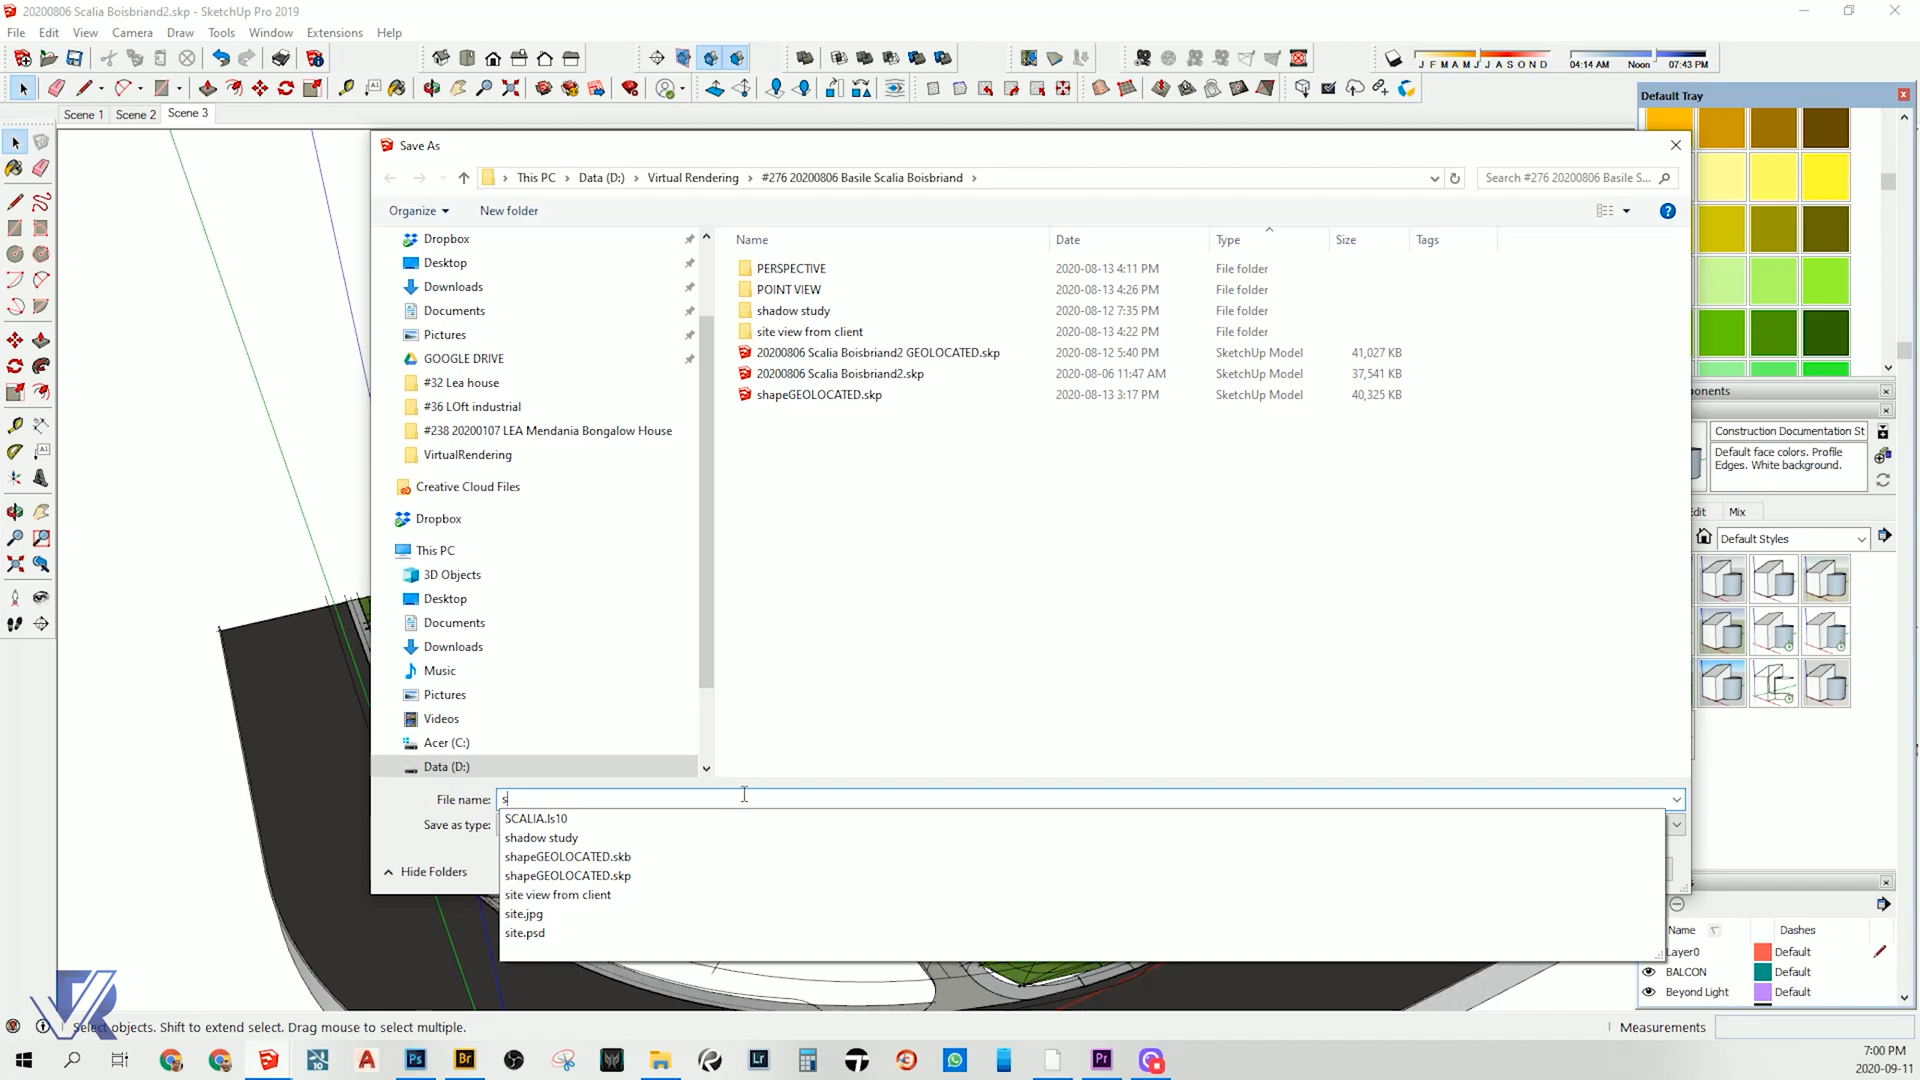 20200806 Scalia Boisbriand2.skp - SketchUp Pro 2019
File Edit View Camera Draw Tools Window Extensions Help
J F M A M J J A S O N D
04:14 AM Noon 07:43 PM
Scene 1 Scene 2 Scene 3
Default Tray
Save As
This PC Data (D:) Virtual Rendering #276 20200806 Basile Scalia Boisbriand
Search #276 20200806 Basile S...
Organize New folder
Name Date Type Size Tags
Dropbox
Desktop
Downloads
Documents
Pictures
GOOGLE DRIVE
#32 Lea house
#36 LOft industrial
#238 20200107 LEA Mendania Bongalow House
VirtualRendering
Creative Cloud Files
Dropbox
This PC
3D Objects
Desktop
Documents
Downloads
Music
Pictures
Videos
Acer (C:)
Data (D:)
PERSPECTIVE 2020-08-13 4:11 PM File folder
POINT VIEW 2020-08-13 4:26 PM File folder
shadow study 2020-08-12 7:35 PM File folder
site view from client 2020-08-13 4:22 PM File folder
20200806 Scalia Boisbriand2 GEOLOCATED.skp 2020-08-12 5:40 PM SketchUp Model 41,027 KB
20200806 Scalia Boisbriand2.skp 2020-08-06 11:47 AM SketchUp Model 37,541 KB
shapeGEOLOCATED.skp 2020-08-13 3:17 PM SketchUp Model 40,325 KB
File name: s
Save as type:
SCALIA.ls10
shadow study
shapeGEOLOCATED.skb
shapeGEOLOCATED.skp
site view from client
site.jpg
site.psd
Hide Folders
onents
Construction Documentation St
Default face colors. Profile
Edges. White background.
dit Mix
Default Styles
Name Dashes
Layer0 Default
BALCON Default
Beyond Light Default
Select objects. Shift to extend select. Drag mouse to select multiple.
Measurements
7:00 PM
2020-09-11